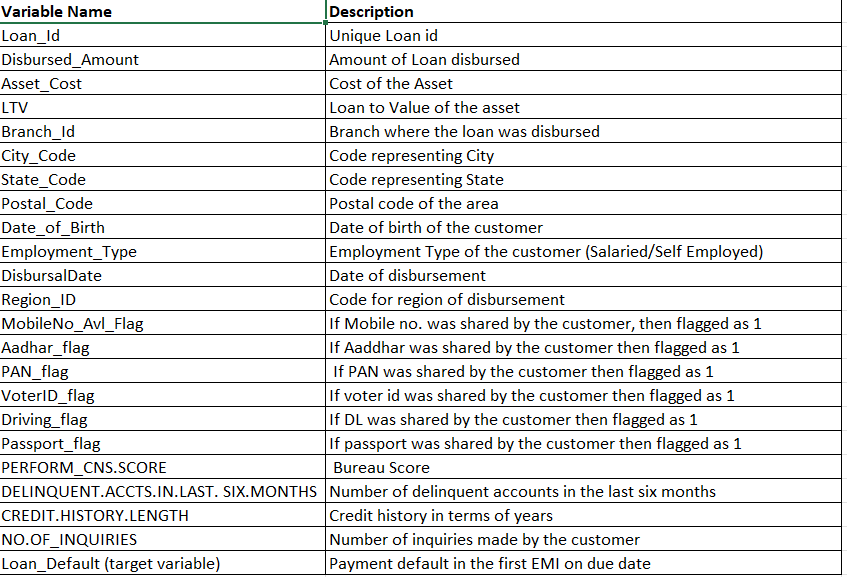 Variable Name Description
Loan_Id Unique Loan id
Disbursed_Amount Amount of Loan disbursed
Asset_Cost Cost of the Asset
LTV Loan to Value of the asset
Branch_Id Branch where the loan was disbursed
City_Code Code representing City
State_Code Code representing State
Postal_Code Postal code of the area
Date_of_Birth Date of birth of the customer
Employment_Type Employment Type of the customer (Salaried/Self Employed)
DisbursalDate Date of disbursement
Region_ID Code for region of disbursement
MobileNo_Avl_Flag If Mobile no. was shared by the customer, then flagged as 1
Aadhar_flag If Aaddhar was shared by the customer then flagged as 1
PAN_flag If PAN was shared by the customer then flagged as 1
VoterID_flag If voter id was shared by the customer then flagged as 1
Driving_flag If DL was shared by the customer then flagged as 1
Passport_flag If passport was shared by the customer then flagged as 1
PERFORM_CNS.SCORE Bureau Score
DELINQUENT.ACCTS.IN.LAST. SIX.MONTHS Number of delinquent accounts in the last six months
CREDIT.HISTORY.LENGTH Credit history in terms of years
NO.OF_INQUIRIES Number of inquiries made by the customer
Loan_Default (target variable) Payment default in the first EMI on due date